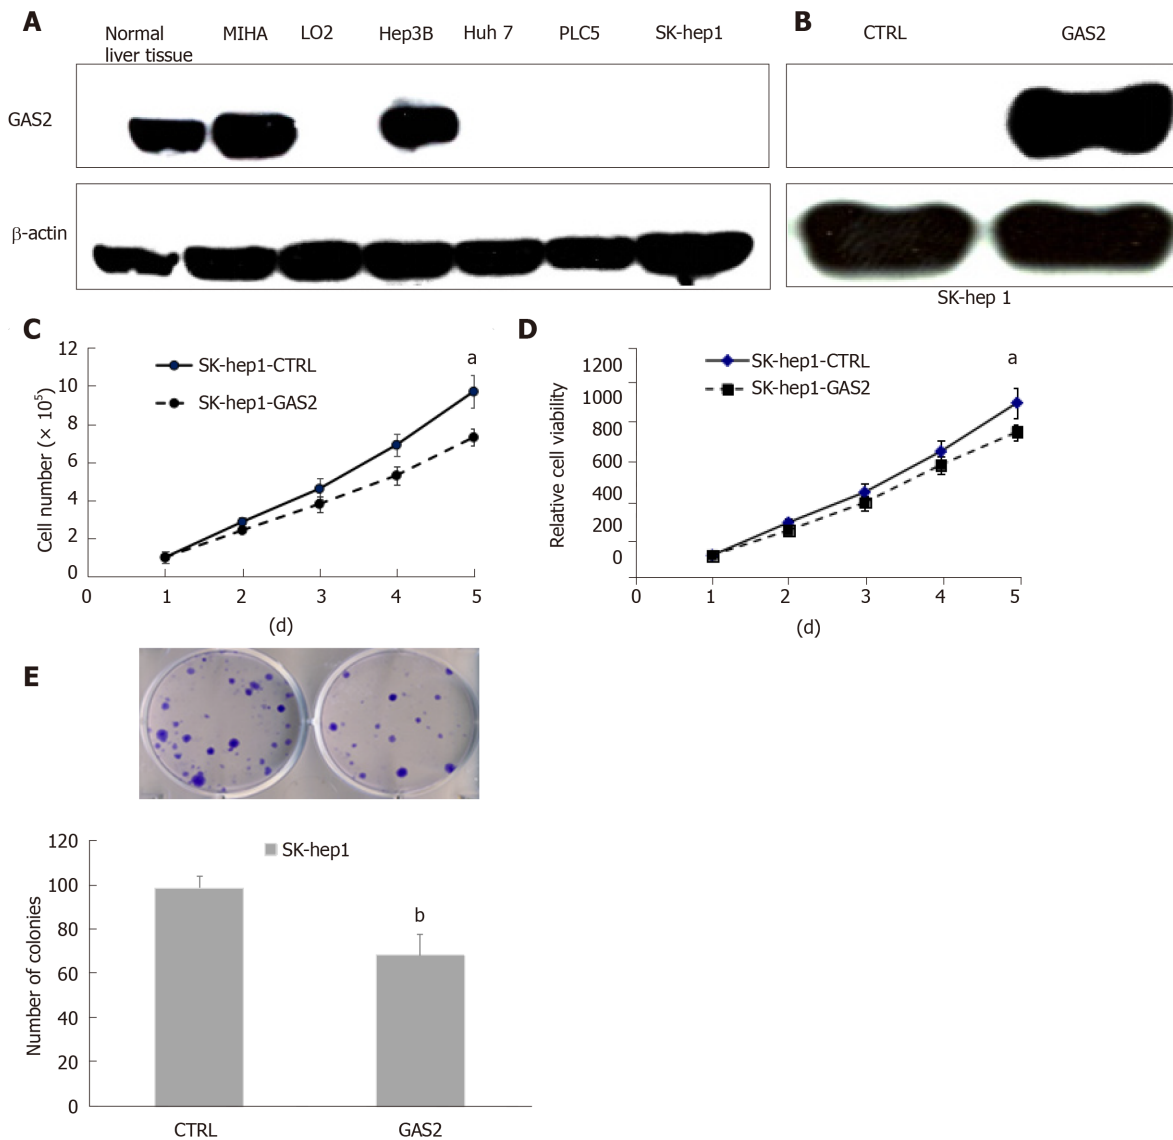 A
Normal liver tissue
MIHA
LO2
Hep3B
Huh 7
PLC5
SK-hep1
GAS2
β-actin
B
CTRL
GAS2
SK-hep 1
C
12
10
8
6
4
2
0
Cell number (× 10⁵)
SK-hep1-CTRL
SK-hep1-GAS2
a
0 1 2 3 4 5
(d)
D
1200
1000
800
600
400
200
0
Relative cell viability
SK-hep1-CTRL
SK-hep1-GAS2
a
0 1 2 3 4 5
(d)
E
120
100
80
60
40
20
0
Number of colonies
SK-hep1
b
CTRL
GAS2